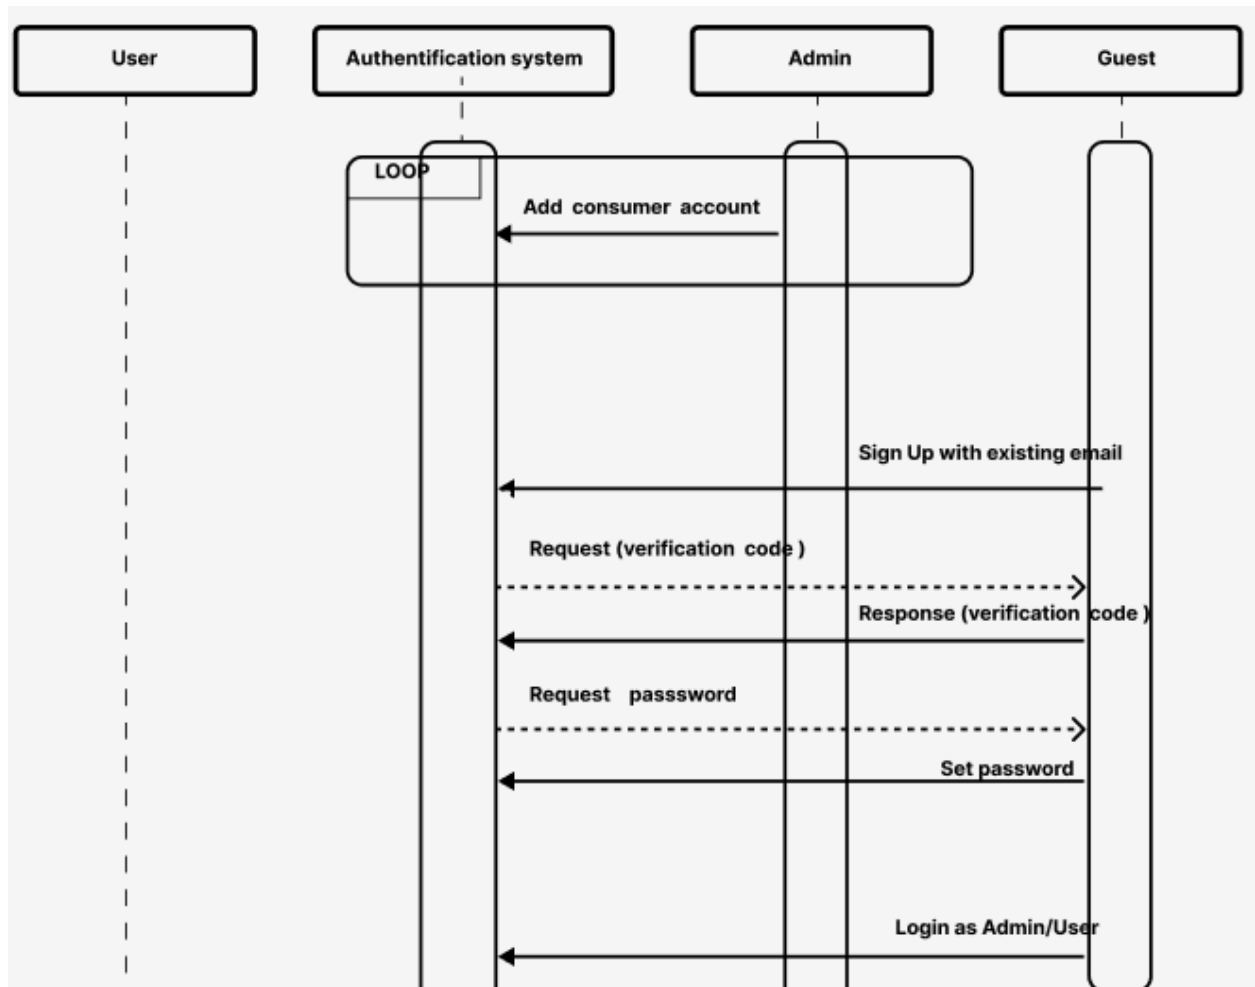 User
Authentification system
Admin
Guest
LOOP
Add consumer account
Sign Up with existing email
Request (verification code )
Response (verification code )
Request passsword
Set password
Login as Admin/User